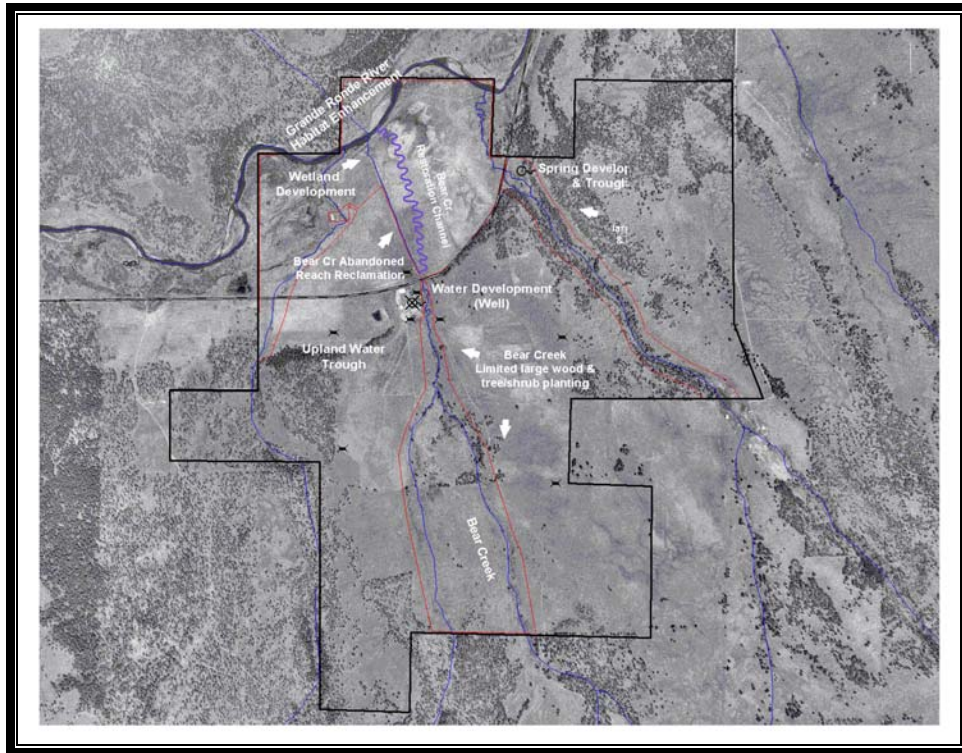 Grande Ronde River
Habitat Enhancement
Wetland
Development
Bear Cr
Restoration Channel
Spring Develop
& Trough
Bear Cr Abandoned
Reach Reclamation
Water Development
(Well)
Upland Water
Trough
Bear Creek
Limited large wood &
tree/shrub planting
Bear Creek